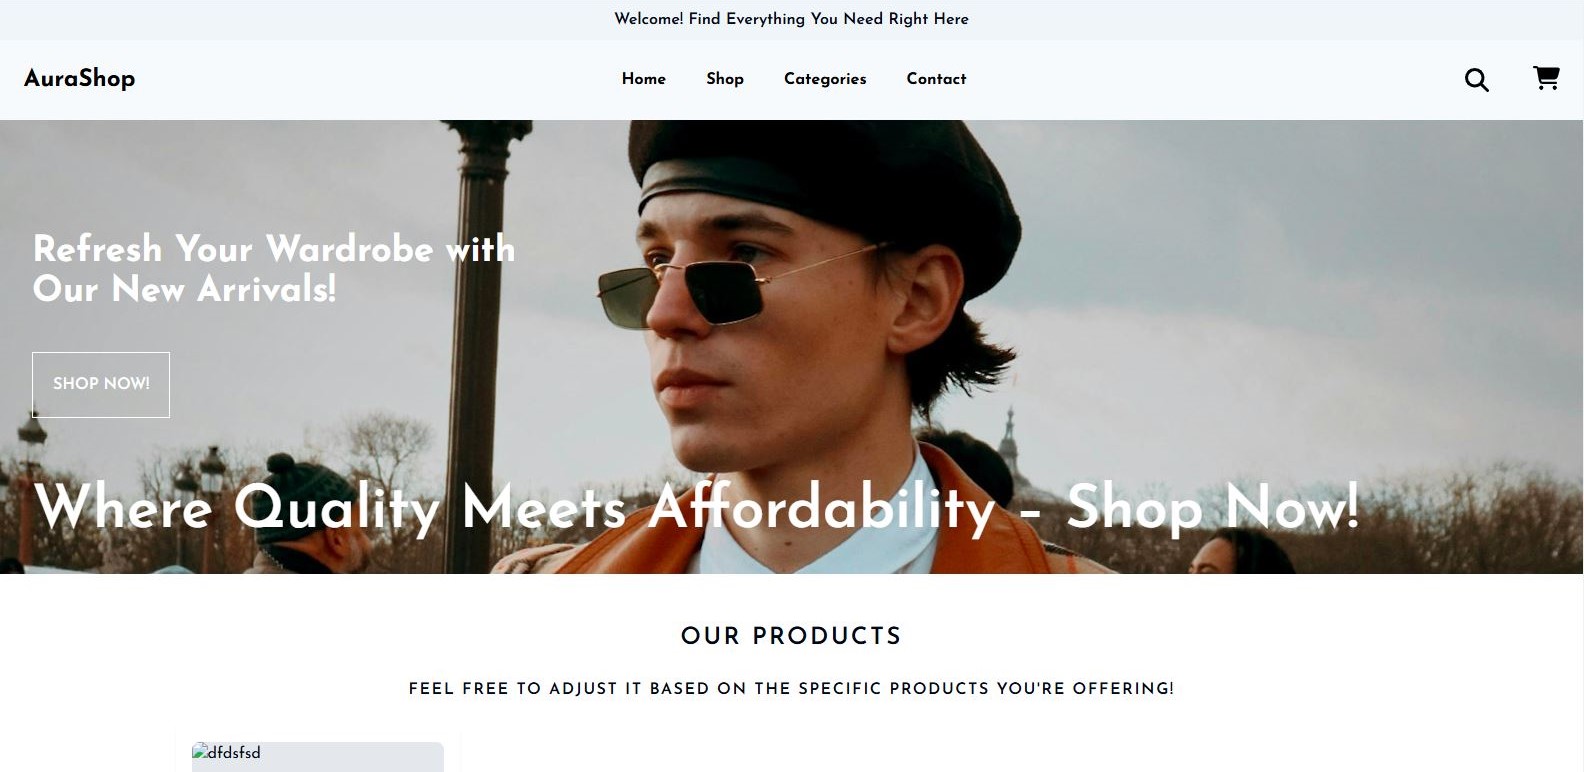 Welcome! Find Everything You Need Right Here
AuraShop
Home Shop Categories Contact
Refresh Your Wardrobe with
Our New Arrivals!
SHOP NOW!
Where Quality Meets Affordability – Shop Now!
OUR PRODUCTS
FEEL FREE TO ADJUST IT BASED ON THE SPECIFIC PRODUCTS YOU'RE OFFERING!
dfdsfsd